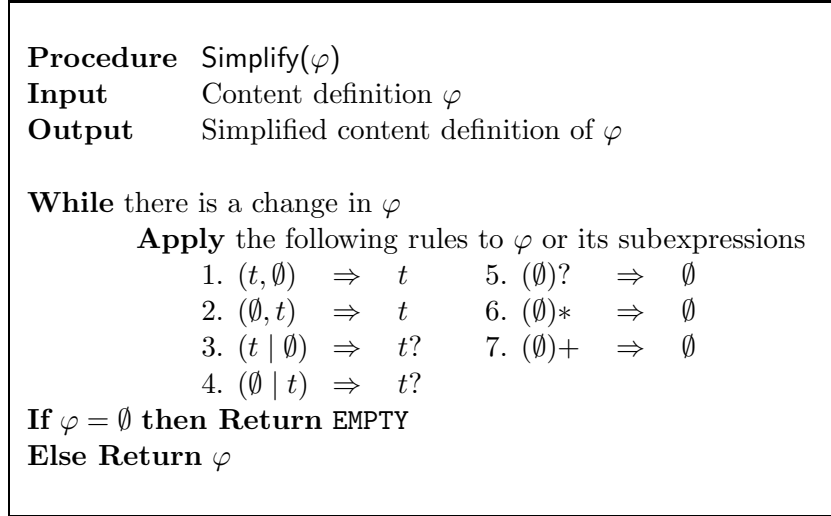 Procedure Simplify(φ)
Input Content definition φ
Output Simplified content definition of φ
While there is a change in φ
Apply the following rules to φ or its subexpressions
1. (t, ∅) ⇒ t 5. (∅)? ⇒ ∅
2. (∅, t) ⇒ t 6. (∅)∗ ⇒ ∅
3. (t | ∅) ⇒ t? 7. (∅)+ ⇒ ∅
4. (∅ | t) ⇒ t?
If φ = ∅ then Return EMPTY
Else Return φ